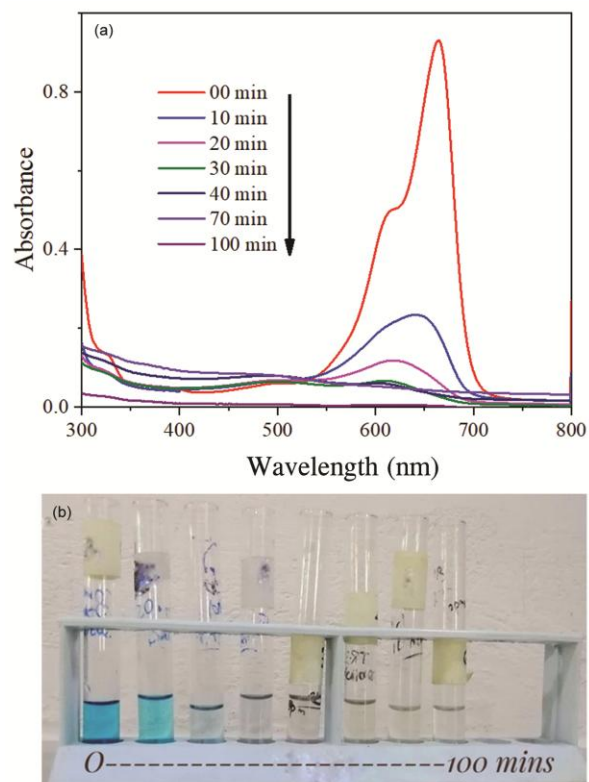 (a)
00 min
10 min
20 min
30 min
40 min
70 min
100 min
Absorbance
0.8
0.4
0.0
300 400 500 600 700 800
Wavelength (nm)
(b)
O-----------------------------100 mins